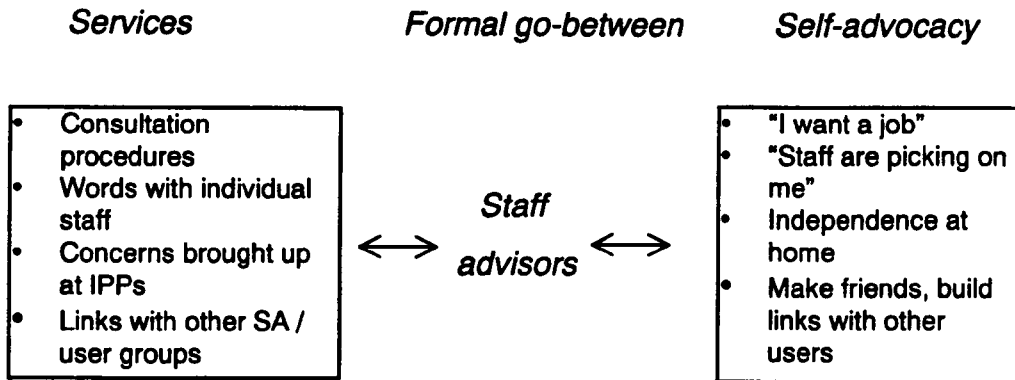 Services
Formal go-between
Self-advocacy
• Consultation
procedures
• Words with individual
staff
• Concerns brought up
at IPPs
• Links with other SA /
user groups
Staff
advisors
• "I want a job"
• "Staff are picking on
me"
• Independence at
home
• Make friends, build
links with other
users